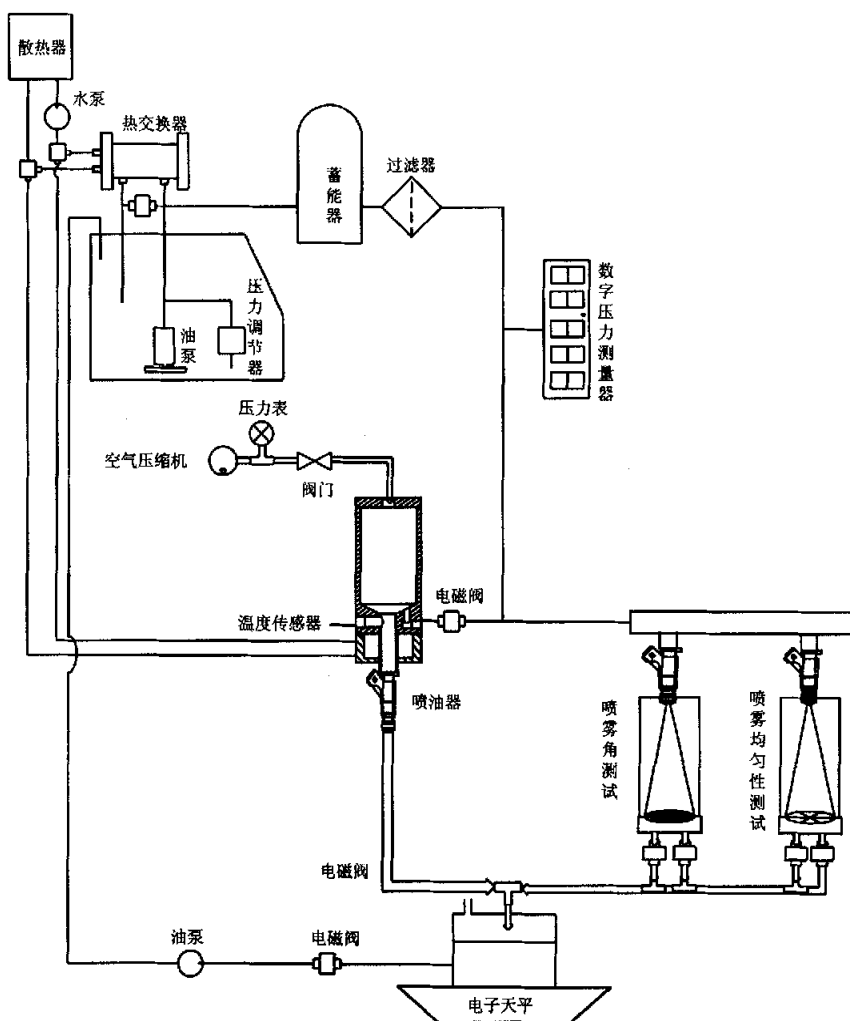 散热器
水泵
热交换器
蓄能器
过滤器
数字压力测量器
压力调节器
油泵
压力表
空气压缩机
阀门
电磁阀
温度传感器
喷油器
喷雾角测试
喷雾均匀性测试
电磁阀
油泵
电磁阀
电子天平